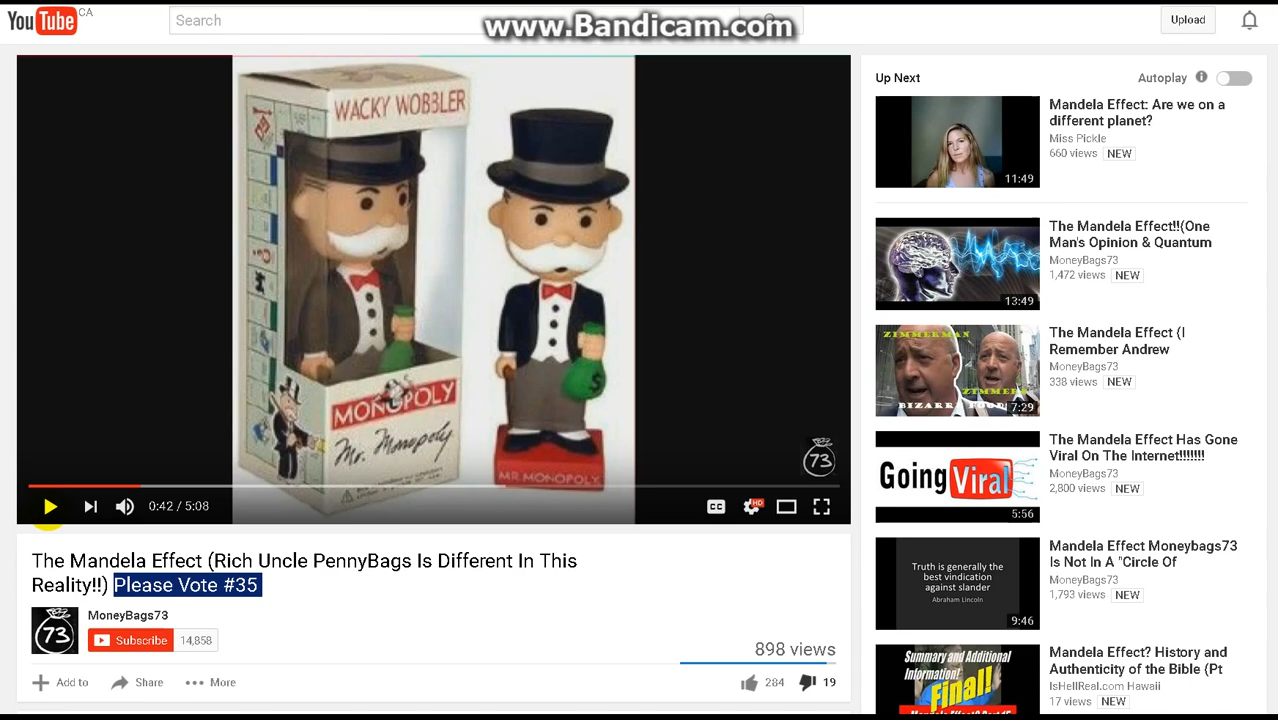 YouTube CA
Search
www.Bandicam.com
Upload
WACKY WOBBLER
MONOPOLY
Mr. Monopoly
MR. MONOPOLY
$
73
0:42 / 5:08
CC
HD
The Mandela Effect (Rich Uncle PennyBags Is Different In This
Reality!!) Please Vote #35
73
MoneyBags73
Subscribe 14,858
898 views
Add to Share More
284 19
Up Next Autoplay
Mandela Effect: Are we on a
different planet?
Miss Pickle
660 views NEW
11:49
The Mandela Effect!!(One
Man's Opinion & Quantum
MoneyBags73
1,472 views NEW
13:49
ZIMMERMAN
ZIMMERN
BIZARRE FOODS
7:29
The Mandela Effect (I
Remember Andrew
MoneyBags73
338 views NEW
Going Viral
5:56
The Mandela Effect Has Gone
Viral On The Internet!!!!!!!
MoneyBags73
2,800 views NEW
Truth is generally the
best vindication
against slander
Abraham Lincoln
9:46
Mandela Effect Moneybags73
Is Not In A "Circle Of
MoneyBags73
1,793 views NEW
Summary and Additional
Information!
Final!
Mandela Effect? History and
Authenticity of the Bible (Pt
IsHellReal.com Hawaii
17 views NEW